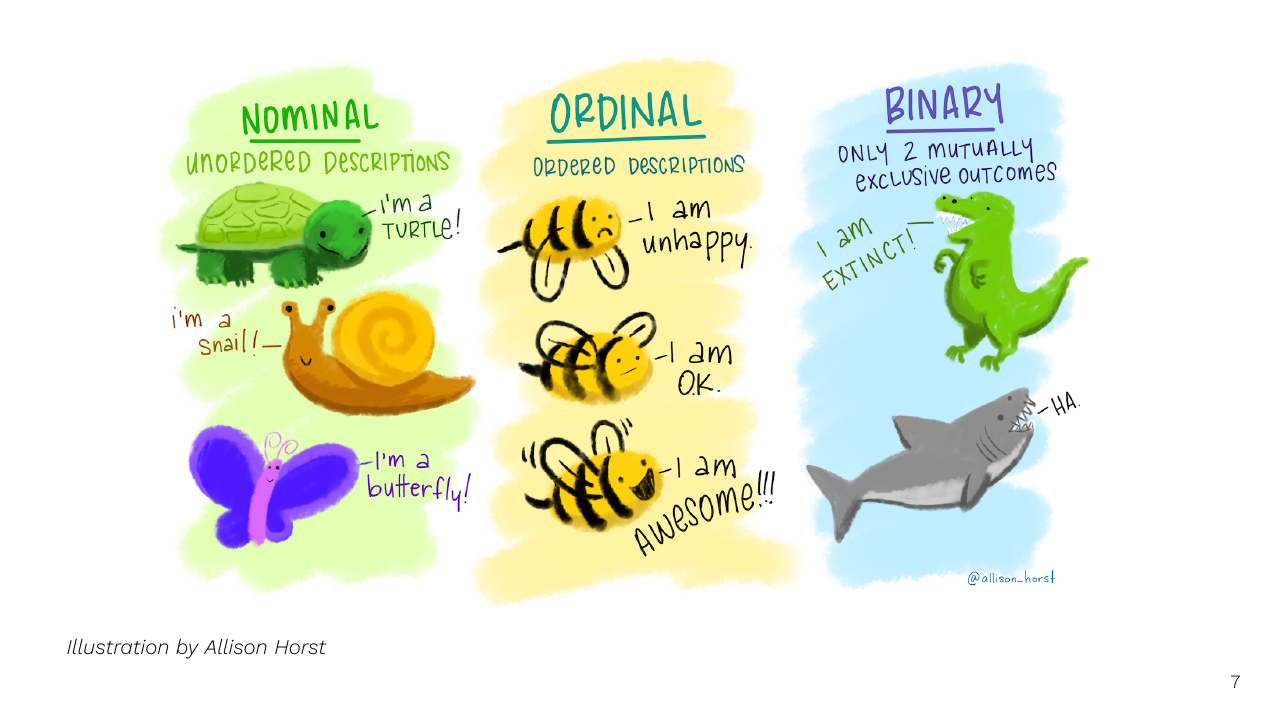 NOMINAL
UNORDERED DESCRIPTIONS
i'm a
TURTLE!
i'm a
snail!
I'm a
butterfly!
ORDINAL
ORDERED DESCRIPTIONS
I am
unhappy.
I am
O.K.
I am
AWESOME!!!
BINARY
ONLY 2 MUTUALLY
EXCLUSIVE OUTCOMES
I am
EXTINCT!
HA.
@allison_horst
Illustration by Allison Horst
7